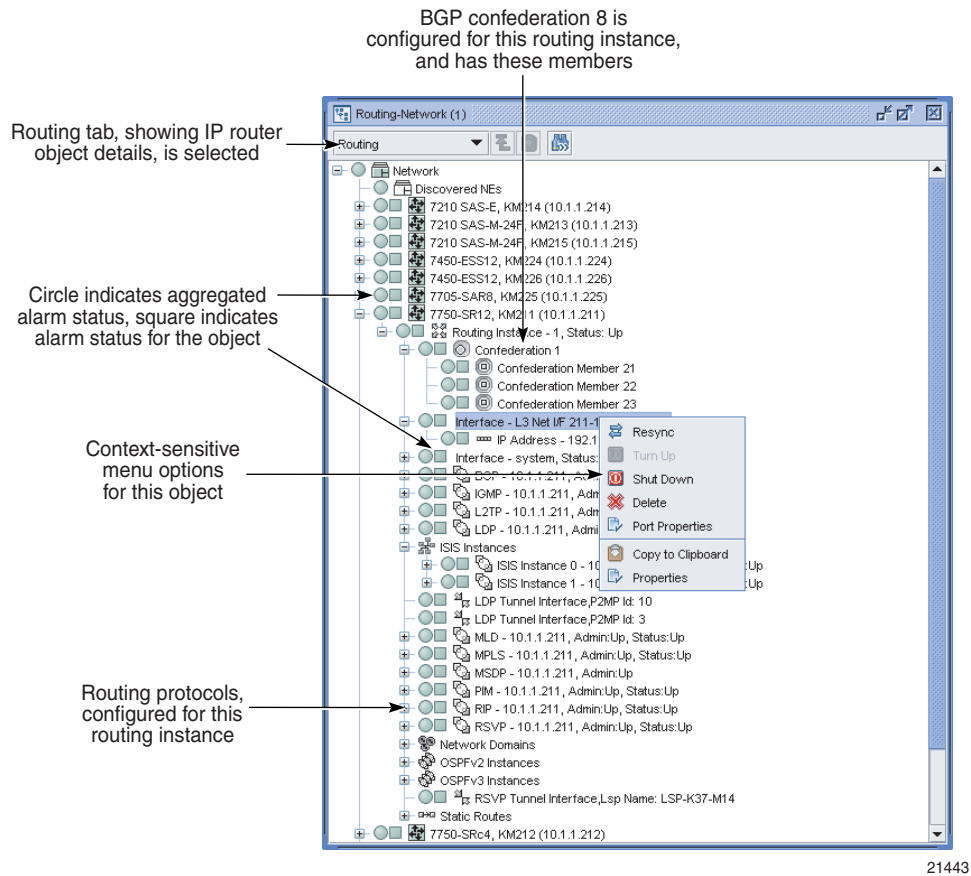 BGP confederation 8 is
configured for this routing instance,
and has these members
Routing tab, showing IP router
object details, is selected
Circle indicates aggregated
alarm status, square indicates
alarm status for the object
Context-sensitive
menu options
for this object
Routing protocols,
configured for this
routing instance
Routing-Network (1)
Routing
Network
Discovered NEs
7210 SAS-E, KM214 (10.1.1.214)
7210 SAS-M-24F, KM213 (10.1.1.213)
7210 SAS-M-24F, KM215 (10.1.1.215)
7450-ESS12, KM224 (10.1.1.224)
7450-ESS12, KM226 (10.1.1.226)
7705-SAR8, KM225 (10.1.1.225)
7750-SR12, KM211 (10.1.1.211)
Routing Instance - 1, Status: Up
Confederation 1
Confederation Member 21
Confederation Member 22
Confederation Member 23
Interface - L3 Net I/F 211-1
IP Address - 192.1
Interface - system, Status:
BGP - 10.1.1.211, Adm
IGMP - 10.1.1.211, Adm
L2TP - 10.1.1.211, Adm
LDP - 10.1.1.211, Admi
ISIS Instances
ISIS Instance 0 - 10 :Up
ISIS Instance 1 - 10 :Up
LDP Tunnel Interface,P2MP Id: 10
LDP Tunnel Interface,P2MP Id: 3
MLD - 10.1.1.211, Admin:Up, Status:Up
MPLS - 10.1.1.211, Admin:Up, Status:Up
MSDP - 10.1.1.211, Admin:Up
PIM - 10.1.1.211, Admin:Up, Status:Up
RIP - 10.1.1.211, Admin:Up, Status:Up
RSVP - 10.1.1.211, Admin:Up, Status:Up
Network Domains
OSPFv2 Instances
OSPFv3 Instances
RSVP Tunnel Interface,Lsp Name: LSP-K37-M14
Static Routes
7750-SRc4, KM212 (10.1.1.212)
Resync
Turn Up
Shut Down
Delete
Port Properties
Copy to Clipboard
Properties
21443